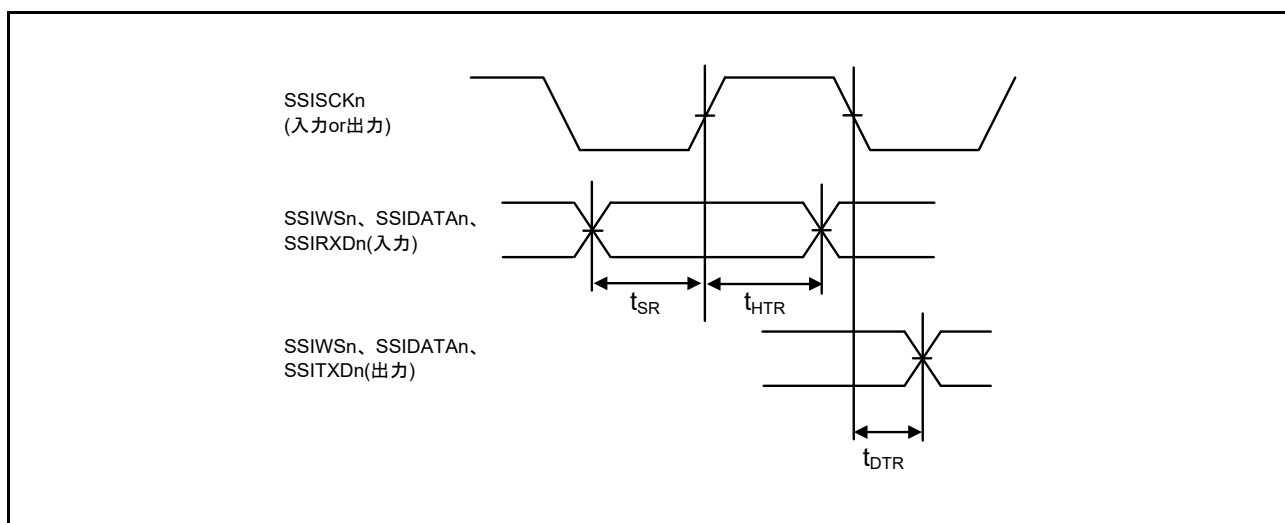 SSISCKn
(入力or出力)
SSIWSn、SSIDATAn、
SSIRXDn(入力)
tSR
tHTR
SSIWSn、SSIDATAn、
SSITXDn(出力)
tDTR